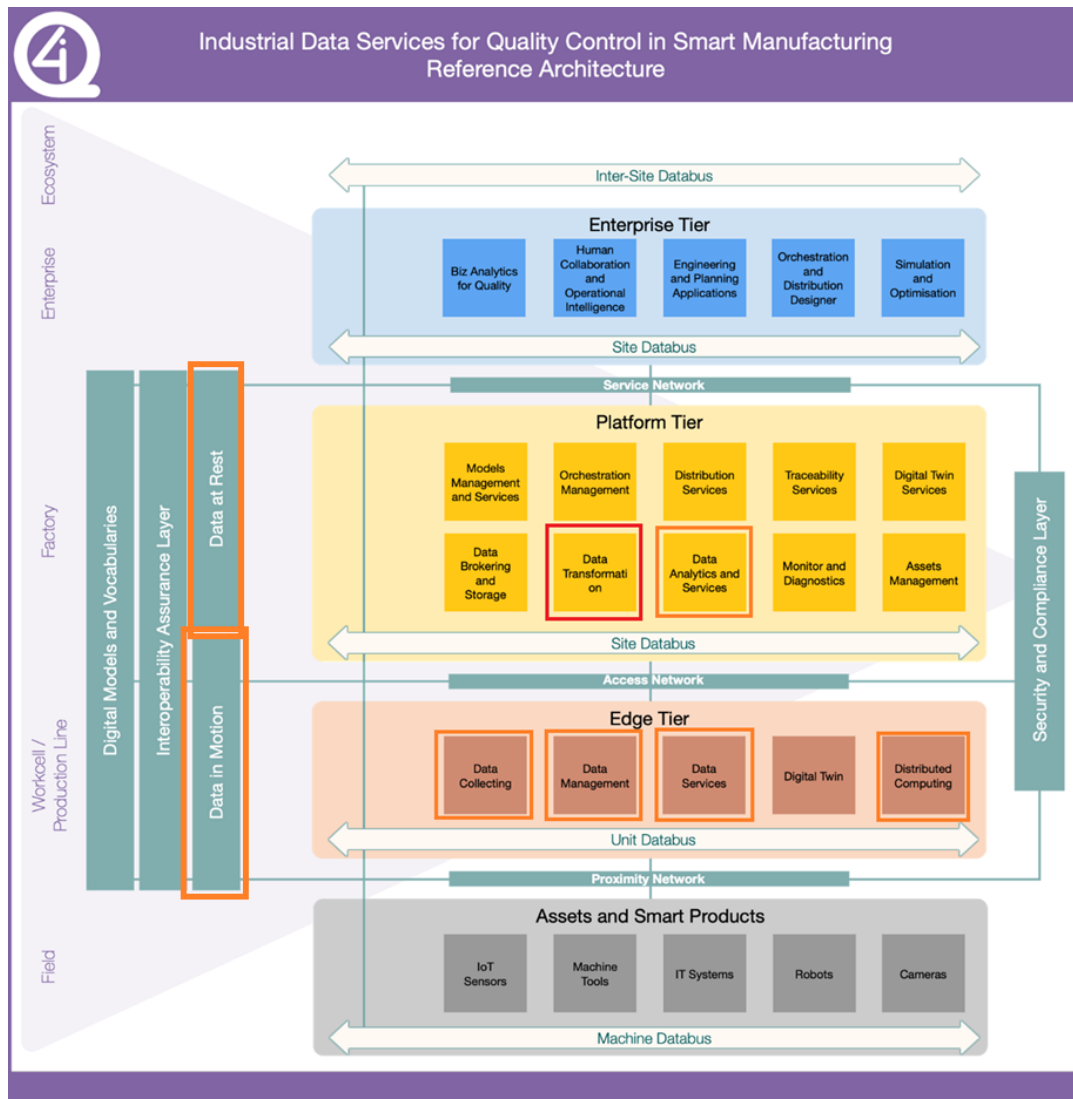 4i
Industrial Data Services for Quality Control in Smart Manufacturing
Reference Architecture
Ecosystem
Enterprise
Factory
Workcell /
Production Line
Field
Inter-Site Databus
Enterprise Tier
Biz Analytics
for Quality
Human
Collaboration
and
Operational
Intelligence
Engineering
and Planning
Applications
Orchestration
and
Distribution
Designer
Simulation
and
Optimisation
Site Databus
Service Network
Digital Models and Vocabularies
Interoperability Assurance Layer
Data at Rest
Data in Motion
Platform Tier
Models
Management
and Services
Orchestration
Management
Distribution
Services
Traceability
Services
Digital Twin
Services
Data
Brokering
and
Storage
Data
Transformati
on
Data
Analytics and
Services
Monitor and
Diagnostics
Assets
Management
Site Databus
Security and Compliance Layer
Access Network
Edge Tier
Data
Collecting
Data
Management
Data
Services
Digital Twin
Distributed
Computing
Unit Databus
Proximity Network
Assets and Smart Products
IoT
Sensors
Machine
Tools
IT Systems
Robots
Cameras
Machine Databus